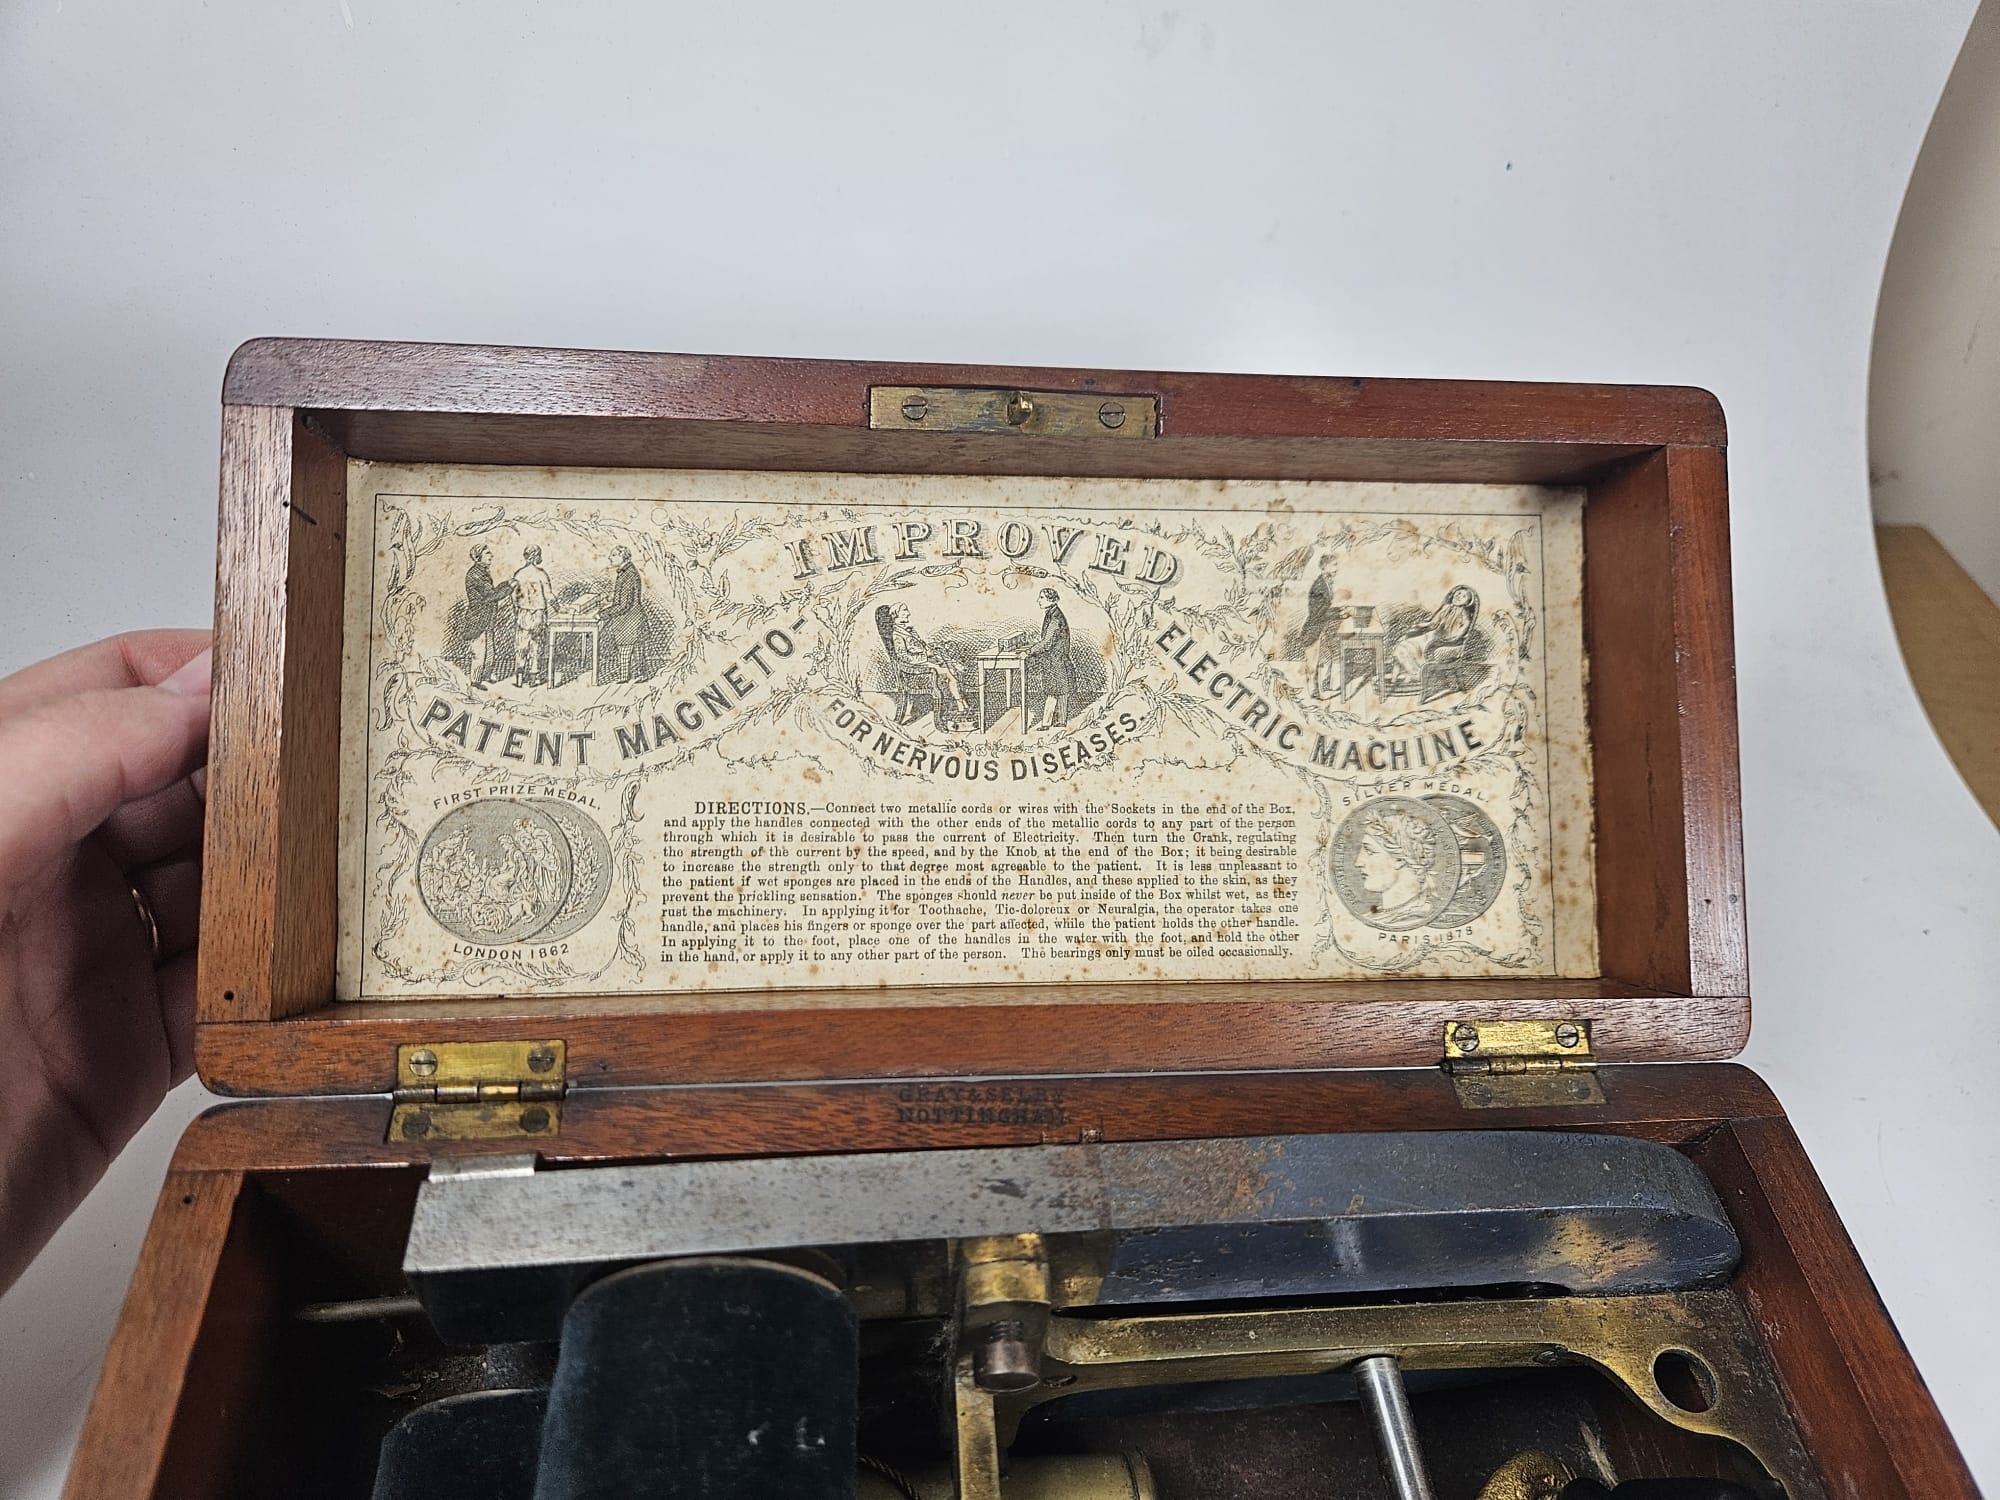 IMPROVED
PATENT MAGNETO-
ELECTRIC MACHINE
FOR NERVOUS DISEASES.
FIRST PRIZE MEDAL.
LONDON 1862
DIRECTIONS.—Connect two metallic cords or wires with the Sockets in the end of the Box,
and apply the handles connected with the other ends of the metallic cords to any part of the person
through which it is desirable to pass the current of Electricity. Then turn the Crank, regulating
the strength of the current by the speed, and by the Knob at the end of the Box; it being desirable
to increase the strength only to that degree most agreeable to the patient. It is less unpleasant to
the patient if wet sponges are placed in the ends of the Handles, and these applied to the skin, as they
prevent the prickling sensation. The sponges should never be put inside of the Box whilst wet, as they
rust the machinery. In applying it for Toothache, Tic-doloreux or Neuralgia, the operator takes one
handle, and places his fingers or sponge over the part affected, while the patient holds the other handle.
In applying it to the foot, place one of the handles in the water with the foot, and hold the other
in the hand, or apply it to any other part of the person. The bearings only must be oiled occasionally.
SILVER MEDAL.
PARIS 1878
GRAY & SELBY
NOTTINGHAM